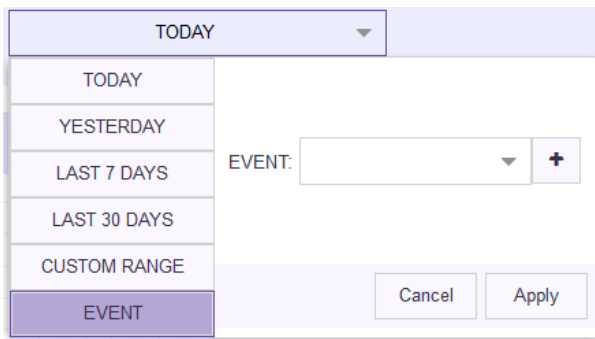 TODAY
TODAY
YESTERDAY
LAST 7 DAYS
LAST 30 DAYS
CUSTOM RANGE
EVENT
EVENT:
+
Cancel
Apply